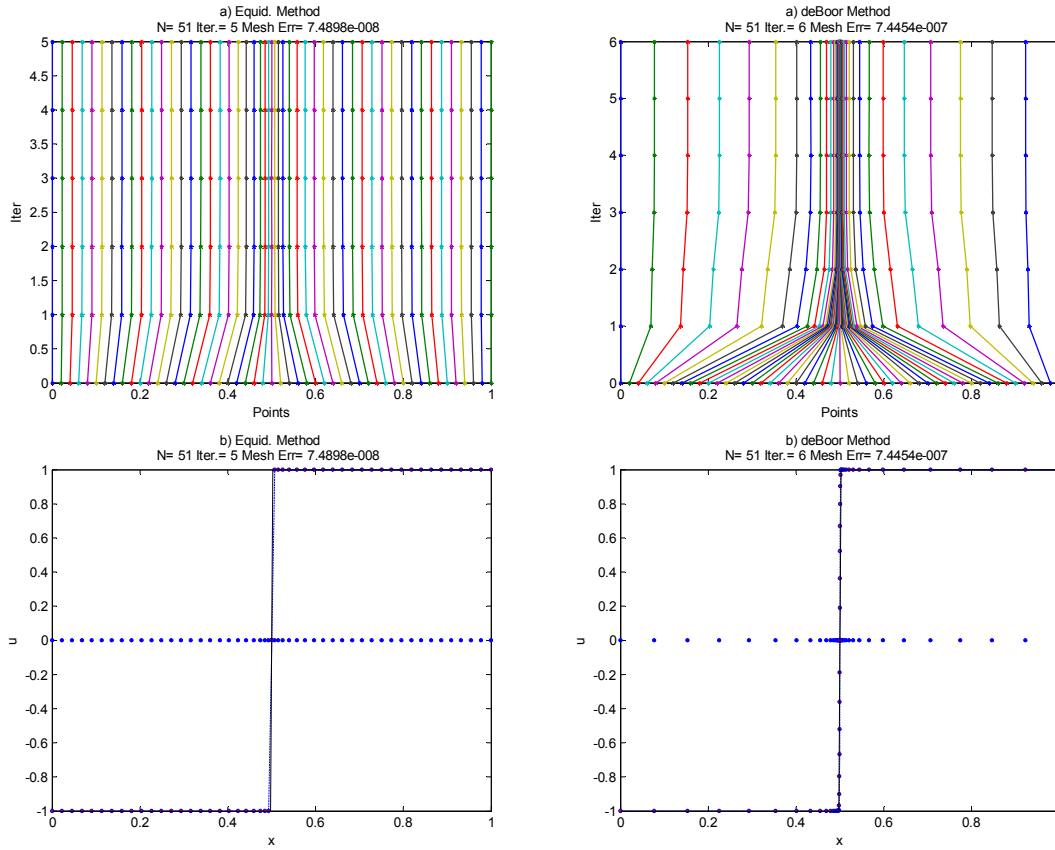 a) Equid. Method
N= 51 Iter.= 5 Mesh Err= 7.4898e-008
5
4.5
4
3.5
3
2.5
2
1.5
1
0.5
0
Iter
0 0.2 0.4 0.6 0.8 1
Points
a) deBoor Method
N= 51 Iter.= 6 Mesh Err= 7.4454e-007
6
5
4
3
2
1
0
Iter
0 0.2 0.4 0.6 0.8
Points
b) Equid. Method
N= 51 Iter.= 5 Mesh Err= 7.4898e-008
1
0.8
0.6
0.4
0.2
0
-0.2
-0.4
-0.6
-0.8
-1
u
0 0.2 0.4 0.6 0.8 1
x
b) deBoor Method
N= 51 Iter.= 6 Mesh Err= 7.4454e-007
1
0.8
0.6
0.4
0.2
0
-0.2
-0.4
-0.6
-0.8
-1
u
0 0.2 0.4 0.6 0.8
x